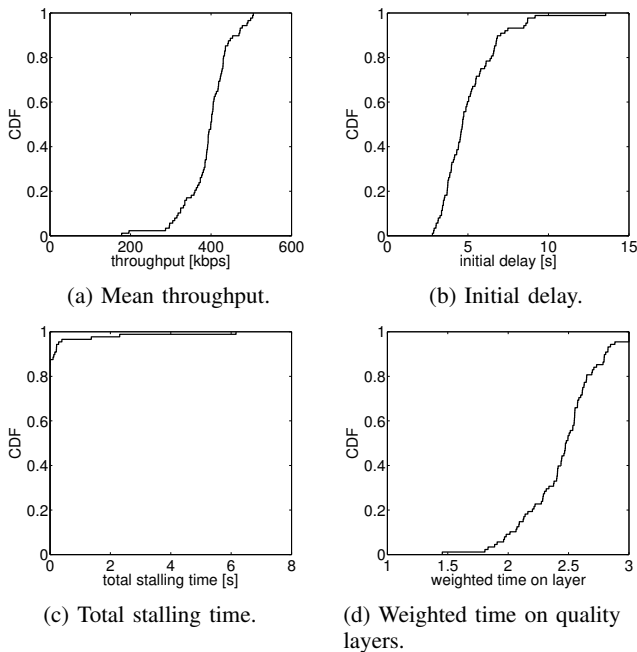 1
0.8
0.6
0.4
0.2
0
CDF
0 200 400 600
throughput [kbps]
(a) Mean throughput.
1
0.8
0.6
0.4
0.2
0
CDF
0 5 10 15
initial delay [s]
(b) Initial delay.
1
0.8
0.6
0.4
0.2
0
CDF
0 2 4 6 8
total stalling time [s]
(c) Total stalling time.
1
0.8
0.6
0.4
0.2
0
CDF
1 1.5 2 2.5 3
weighted time on layer
(d) Weighted time on quality
layers.